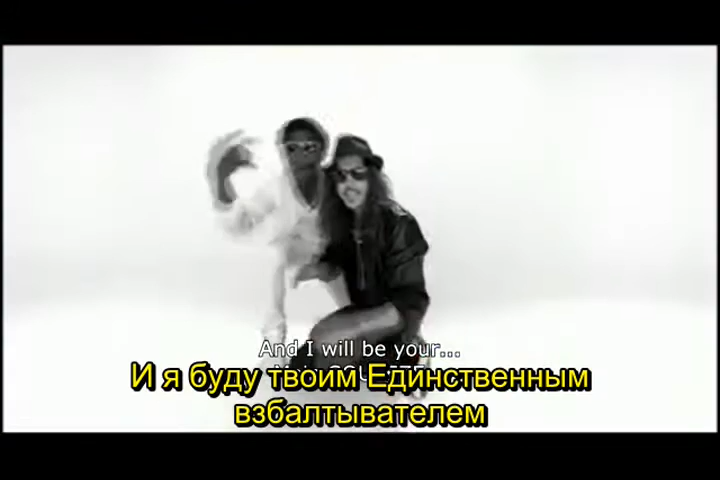 And I will be your...
И я буду твоим Единственным
взбалтывателем